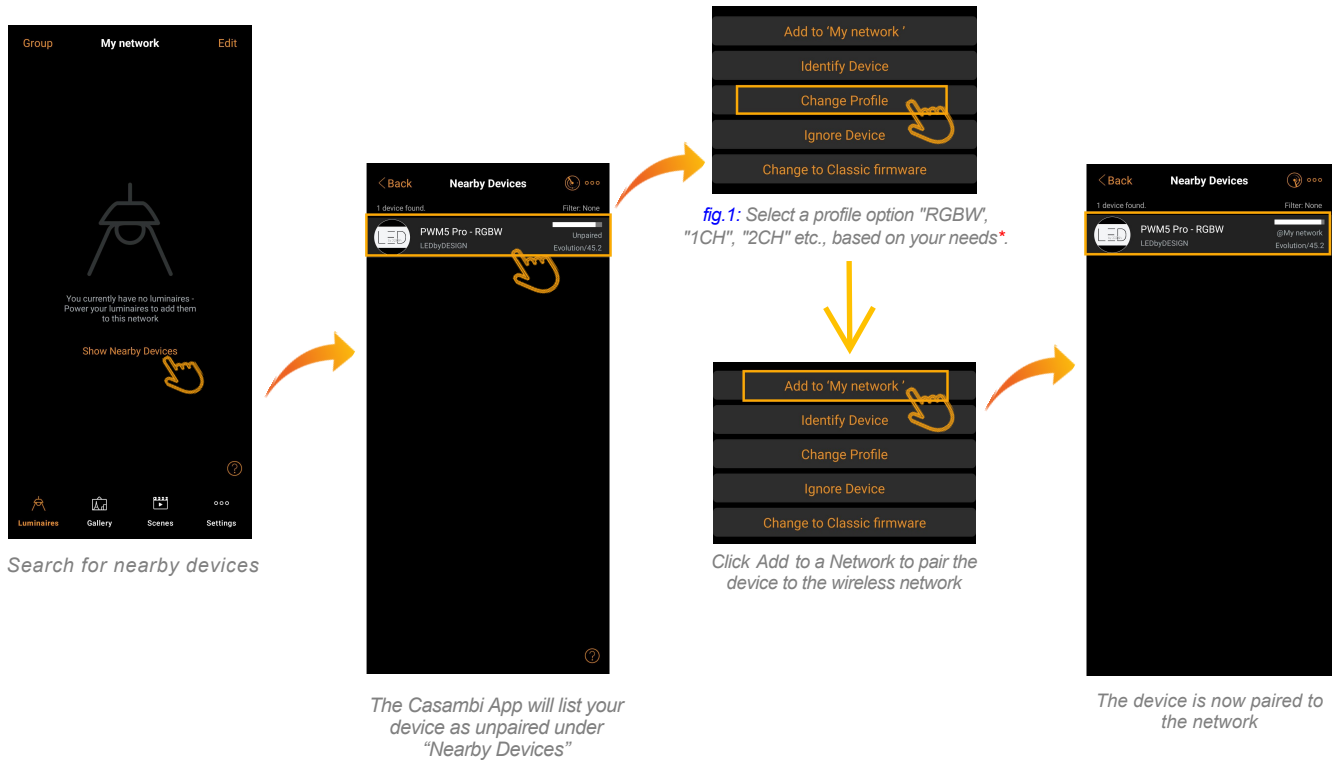 Group
My network
Edit
You currently have no luminaires -
Power your luminaires to add them
to this network
Show Nearby Devices
?
Luminaires
Gallery
Scenes
Settings
Search for nearby devices
Back
Nearby Devices
1 device found.
Filter: None
LED
PWM5 Pro - RGBW
LEDbyDESIGN
Unpaired
Evolution/45.2
?
The Casambi App will list your
device as unpaired under
“Nearby Devices”
Add to ‘My network ’
Identify Device
Change Profile
Ignore Device
Change to Classic firmware
fig.1: Select a profile option "RGBW',
"1CH", "2CH" etc., based on your needs*.
Add to ‘My network ’
Identify Device
Change Profile
Ignore Device
Change to Classic firmware
Click Add to a Network to pair the
device to the wireless network
Back
Nearby Devices
1 device found.
Filter: None
LED
PWM5 Pro - RGBW
LEDbyDESIGN
@My network
Evolution/45.2
The device is now paired to
the network